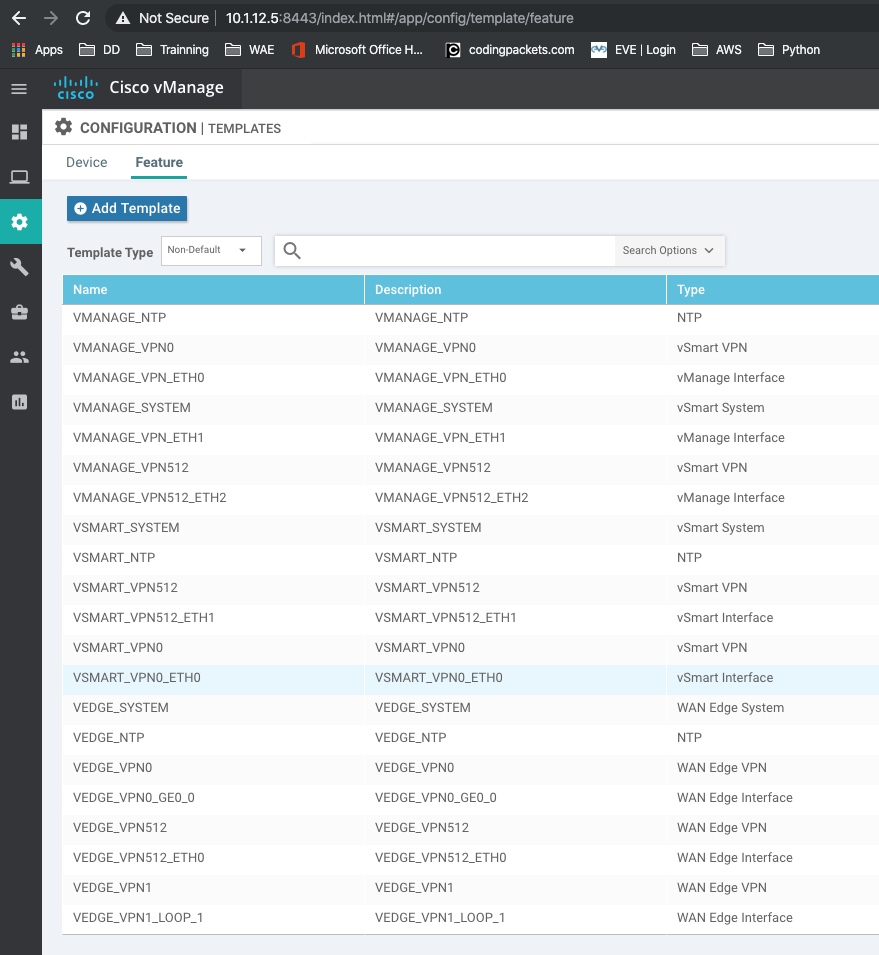 Not Secure | 10.1.12.5:8443/index.html#/app/config/template/feature
Apps DD Trainning WAE Microsoft Office H... codingpackets.com EVE | Login AWS Python
CISCO Cisco vManage
CONFIGURATION | TEMPLATES
Device Feature
Add Template
Template Type Non-Default Search Options
Name Description Type
VMANAGE_NTP VMANAGE_NTP NTP
VMANAGE_VPN0 VMANAGE_VPN0 vSmart VPN
VMANAGE_VPN_ETH0 VMANAGE_VPN_ETH0 vManage Interface
VMANAGE_SYSTEM VMANAGE_SYSTEM vSmart System
VMANAGE_VPN_ETH1 VMANAGE_VPN_ETH1 vManage Interface
VMANAGE_VPN512 VMANAGE_VPN512 vSmart VPN
VMANAGE_VPN512_ETH2 VMANAGE_VPN512_ETH2 vManage Interface
VSMART_SYSTEM VSMART_SYSTEM vSmart System
VSMART_NTP VSMART_NTP NTP
VSMART_VPN512 VSMART_VPN512 vSmart VPN
VSMART_VPN512_ETH1 VSMART_VPN512_ETH1 vSmart Interface
VSMART_VPN0 VSMART_VPN0 vSmart VPN
VSMART_VPN0_ETH0 VSMART_VPN0_ETH0 vSmart Interface
VEDGE_SYSTEM VEDGE_SYSTEM WAN Edge System
VEDGE_NTP VEDGE_NTP NTP
VEDGE_VPN0 VEDGE_VPN0 WAN Edge VPN
VEDGE_VPN0_GE0_0 VEDGE_VPN0_GE0_0 WAN Edge Interface
VEDGE_VPN512 VEDGE_VPN512 WAN Edge VPN
VEDGE_VPN512_ETH0 VEDGE_VPN512_ETH0 WAN Edge Interface
VEDGE_VPN1 VEDGE_VPN1 WAN Edge VPN
VEDGE_VPN1_LOOP_1 VEDGE_VPN1_LOOP_1 WAN Edge Interface